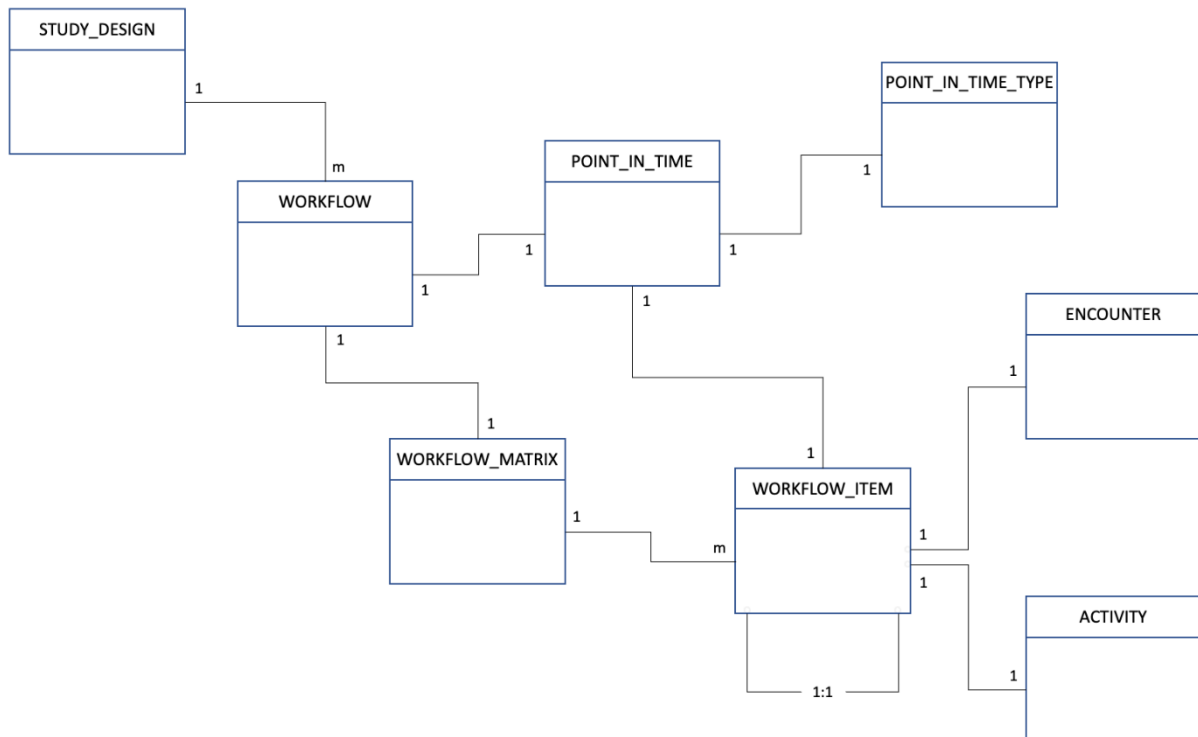 STUDY_DESIGN
1
m
WORKFLOW
1
1
POINT_IN_TIME
1
1
1
POINT_IN_TIME_TYPE
1
1
WORKFLOW_MATRIX
1
m
1
WORKFLOW_ITEM
1
1
1:1
ENCOUNTER
1
ACTIVITY
1